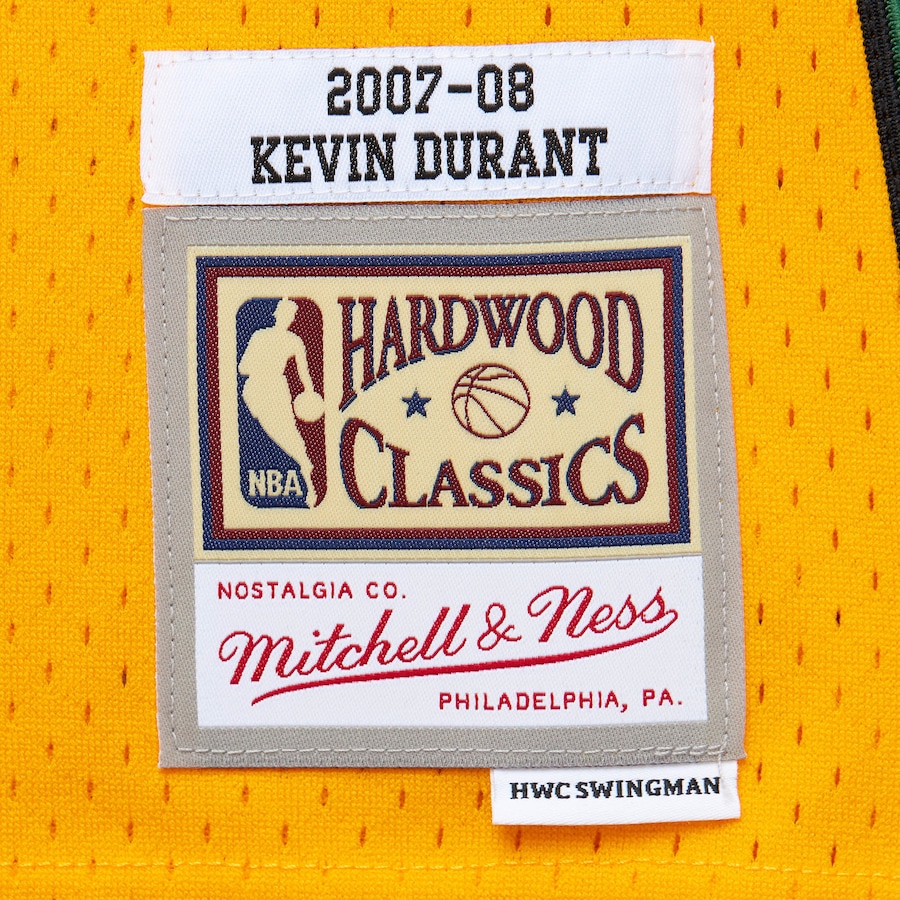 2007-08
KEVIN DURANT
HARDWOOD
CLASSICS
NBA
NOSTALGIA CO.
Mitchell & Ness
PHILADELPHIA, PA.
HWC SWINGMAN